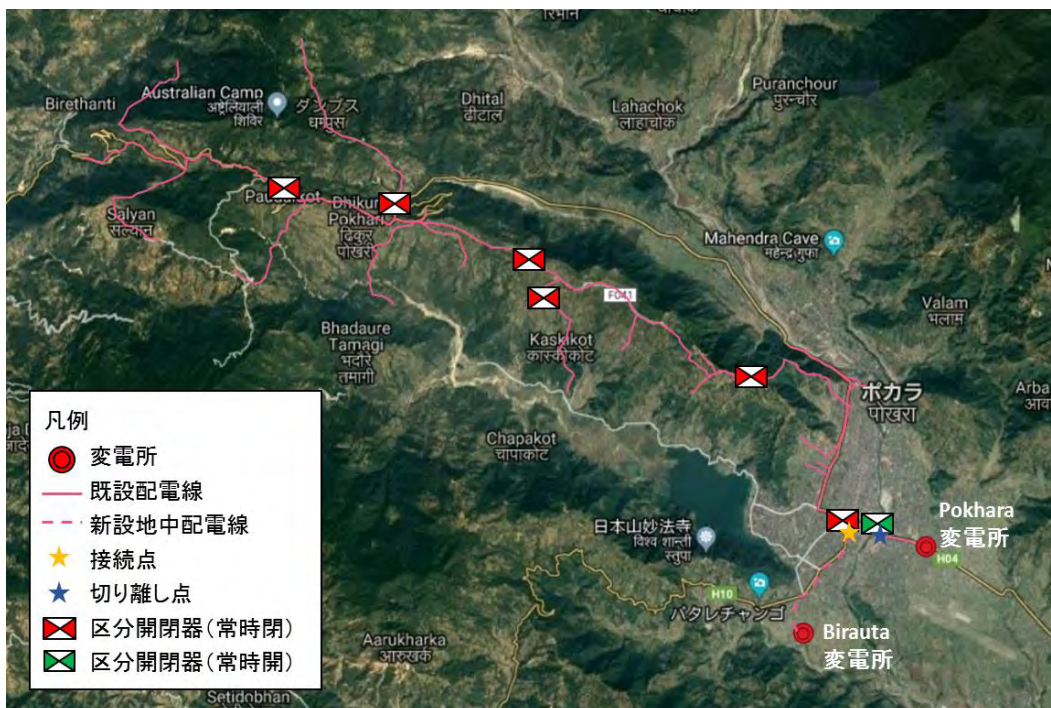 リバン
Puranchour
पुरन्चौर
Australian Camp
अष्ट्रेलियाली
शिविर
ダンプス
धम्पुस
Dhital
ढीटाल
Lahachok
लाहाचोक
Birethanti
Dhikur
Pokhari
ढिकुर
पोखरी
Salyan
सल्यान
Mahendra Cave
महेन्द्र गुफा
F041
Valam
भलाम
Bhadaure
Tamagi
भदौरे
तमागी
Kaskikot
कास्कीकोट
ポカラ
पोखरा
Chapakot
चापाकोट
日本山妙法寺
विश्व शान्ती
स्तुपा
Pokhara
変電所
H04
H10
パタレチャンゴ
Birauta
変電所
Aarukharka
आरुखर्क
Setidobhan
凡例
変電所
既設配電線
新設地中配電線
接続点
切り離し点
区分開閉器(常時閉)
区分開閉器(常時開)